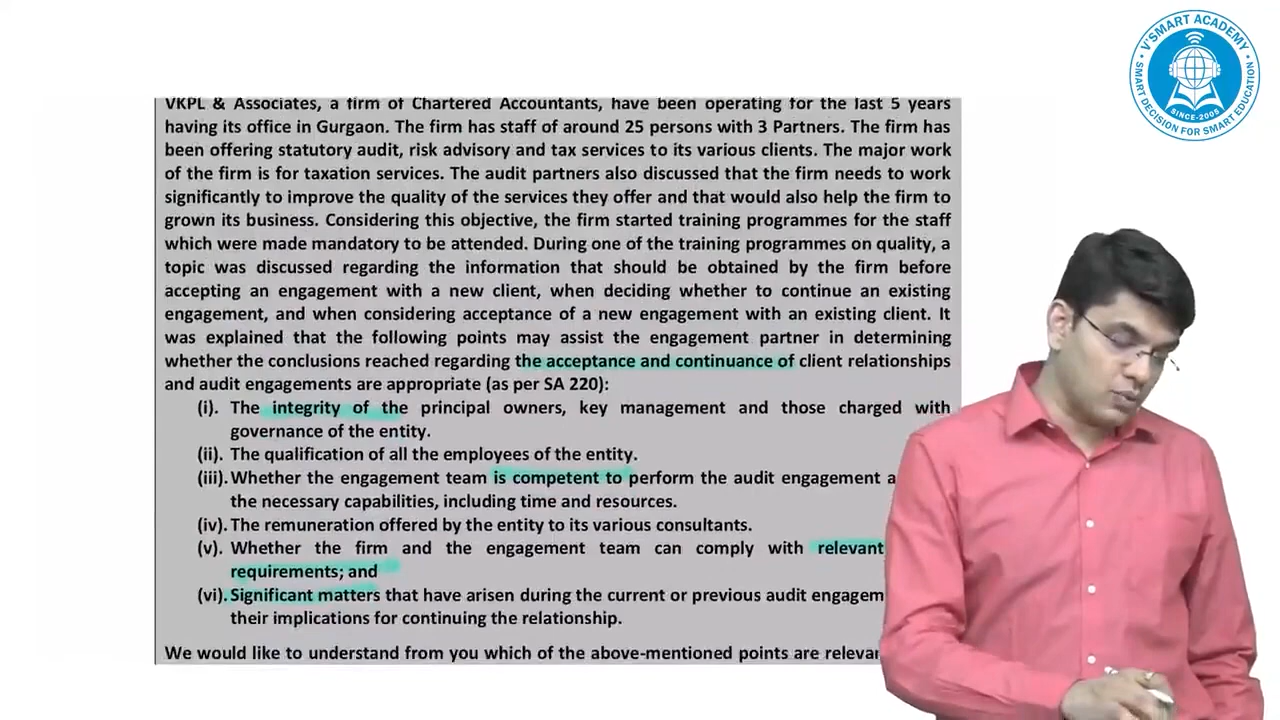 V'SMART ACADEMY
SMART DECISION FOR SMART EDUCATION
SINCE-2005
VKPL & Associates, a firm of Chartered Accountants, have been operating for the last 5 years
having its office in Gurgaon. The firm has staff of around 25 persons with 3 Partners. The firm has
been offering statutory audit, risk advisory and tax services to its various clients. The major work
of the firm is for taxation services. The audit partners also discussed that the firm needs to work
significantly to improve the quality of the services they offer and that would also help the firm to
grown its business. Considering this objective, the firm started training programmes for the staff
which were made mandatory to be attended. During one of the training programmes on quality, a
topic was discussed regarding the information that should be obtained by the firm before
accepting an engagement with a new client, when deciding whether to continue an existing
engagement, and when considering acceptance of a new engagement with an existing client. It
was explained that the following points may assist the engagement partner in determining
whether the conclusions reached regarding the acceptance and continuance of client relationships
and audit engagements are appropriate (as per SA 220):
(i). The integrity of the principal owners, key management and those charged with
governance of the entity.
(ii). The qualification of all the employees of the entity.
(iii). Whether the engagement team is competent to perform the audit engagement a
the necessary capabilities, including time and resources.
(iv). The remuneration offered by the entity to its various consultants.
(v). Whether the firm and the engagement team can comply with relevant
requirements; and
(vi). Significant matters that have arisen during the current or previous audit engagem
their implications for continuing the relationship.
We would like to understand from you which of the above-mentioned points are relevan